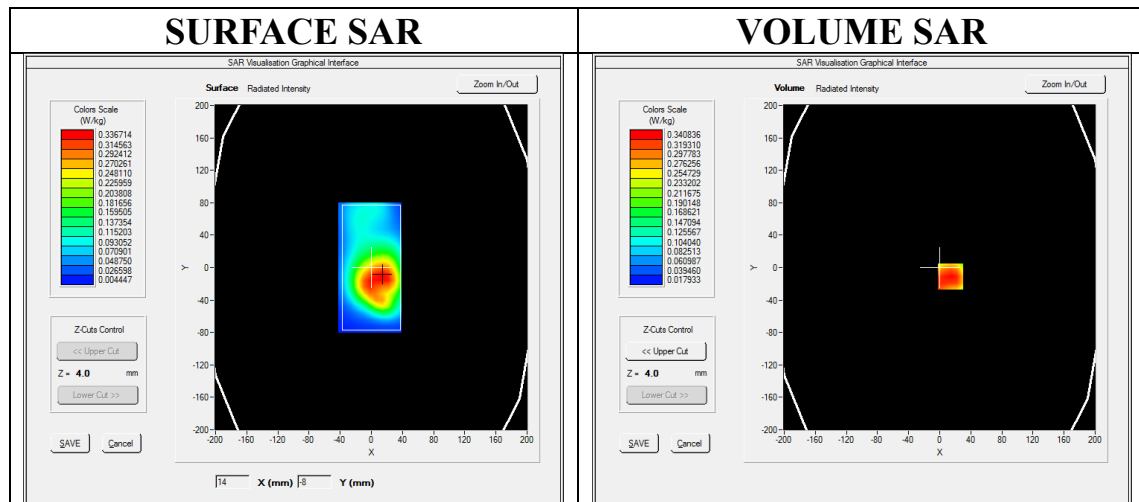 SURFACE SAR
SAR Visualisation Graphical Interface
Surface Radiated Intensity
Zoom In/Out
Colors Scale
(W/kg)
0.336714
0.314563
0.292412
0.270261
0.248110
0.225959
0.203808
0.181656
0.159505
0.137354
0.115203
0.093052
0.070901
0.048750
0.026598
0.004447
Z-Cuts Control
<< Upper Cut
Z = 4.0 mm
Lower Cut >>
SAVE Cancel
200
160
120
80
40
0
-40
-80
-120
-160
-200
Y
-200 -160 -120 -80 -40 0 40 80 120 160 200
X
14 X (mm) -8 Y (mm)
VOLUME SAR
SAR Visualisation Graphical Interface
Volume Radiated Intensity
Zoom In/Out
Colors Scale
(W/kg)
0.340836
0.319310
0.297783
0.276256
0.254729
0.233202
0.211675
0.190148
0.168621
0.147094
0.125567
0.104040
0.082513
0.060987
0.039460
0.017933
Z-Cuts Control
<< Upper Cut
Z = 4.0 mm
Lower Cut >>
SAVE Cancel
200
160
120
80
40
0
-40
-80
-120
-160
-200
Y
-200 -160 -120 -80 -40 0 40 80 120 160 200
X